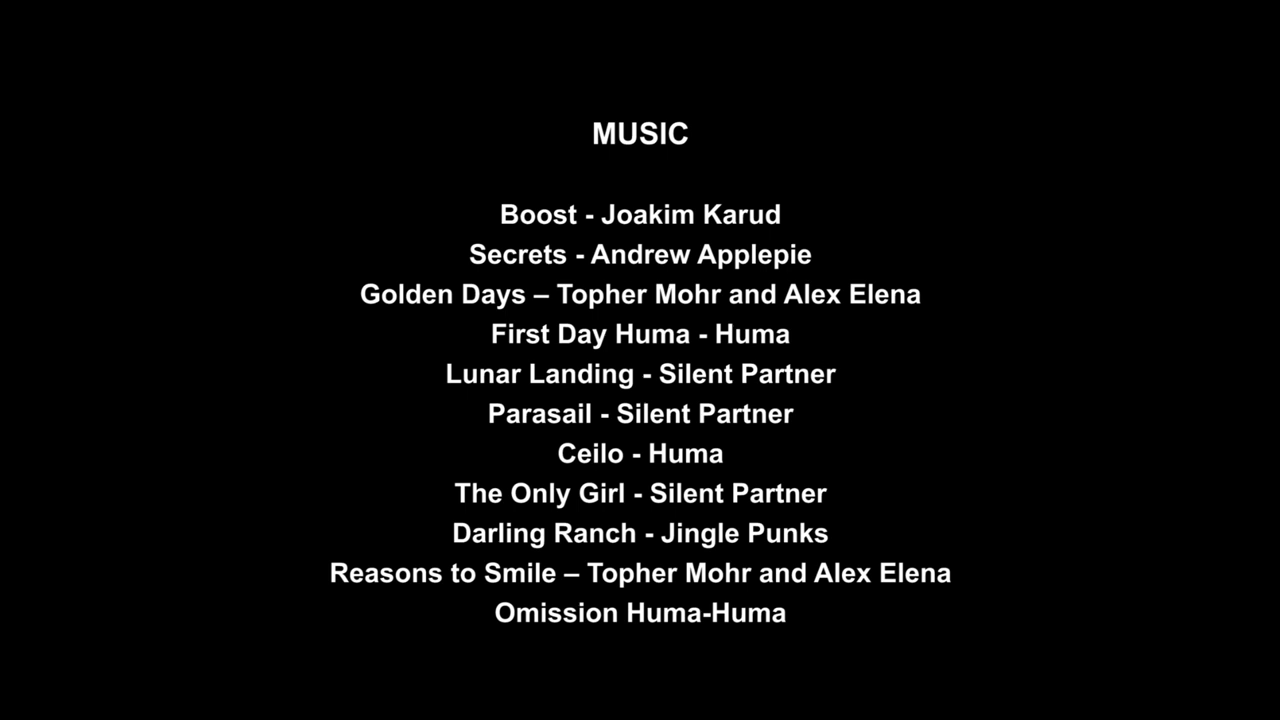 MUSIC
Boost - Joakim Karud
Secrets - Andrew Applepie
Golden Days – Topher Mohr and Alex Elena
First Day Huma - Huma
Lunar Landing - Silent Partner
Parasail - Silent Partner
Ceilo - Huma
The Only Girl - Silent Partner
Darling Ranch - Jingle Punks
Reasons to Smile – Topher Mohr and Alex Elena
Omission Huma-Huma